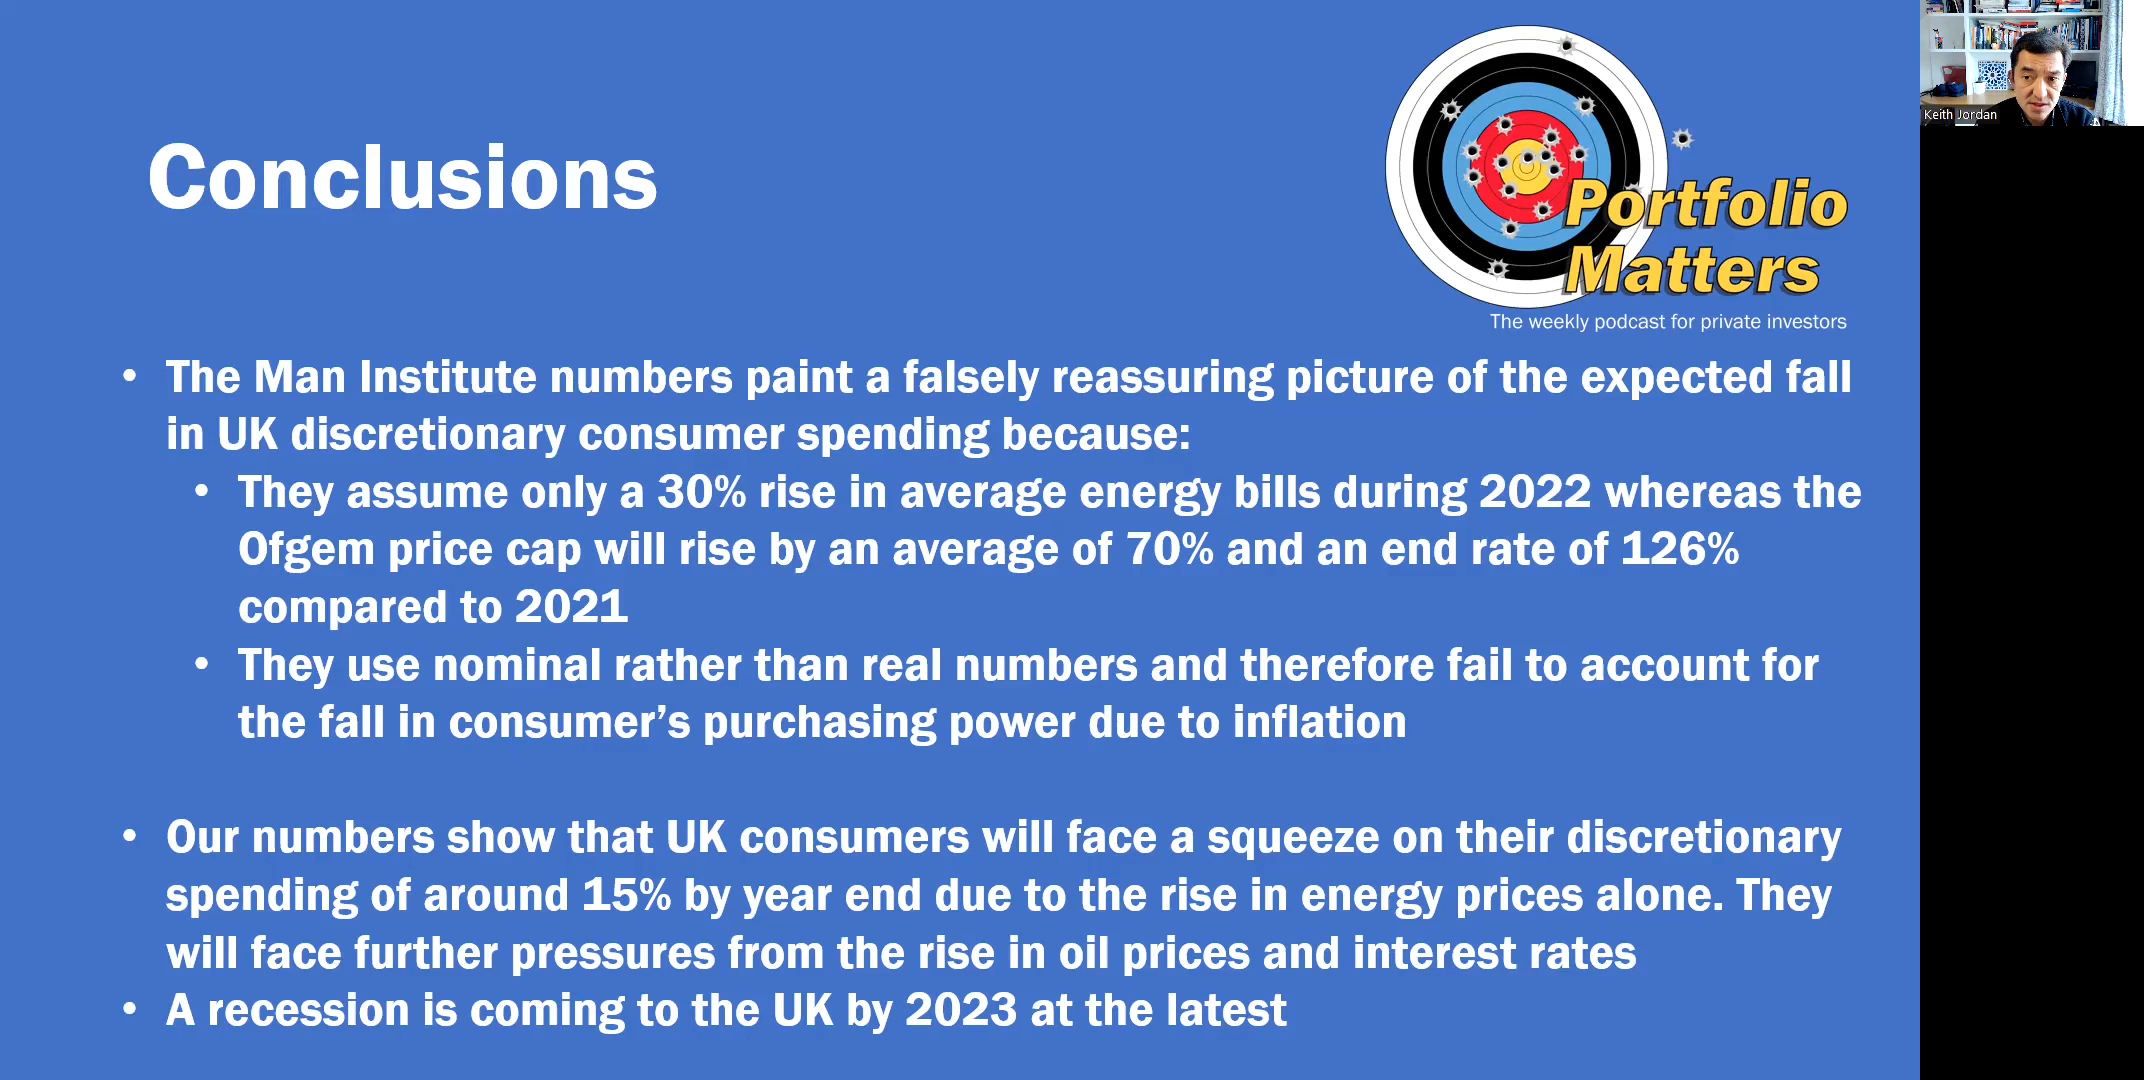 Conclusions
Portfolio
Matters
The weekly podcast for private investors
Keith Jordan
• The Man Institute numbers paint a falsely reassuring picture of the expected fall
in UK discretionary consumer spending because:
• They assume only a 30% rise in average energy bills during 2022 whereas the
Ofgem price cap will rise by an average of 70% and an end rate of 126%
compared to 2021
• They use nominal rather than real numbers and therefore fail to account for
the fall in consumer’s purchasing power due to inflation
• Our numbers show that UK consumers will face a squeeze on their discretionary
spending of around 15% by year end due to the rise in energy prices alone. They
will face further pressures from the rise in oil prices and interest rates
• A recession is coming to the UK by 2023 at the latest